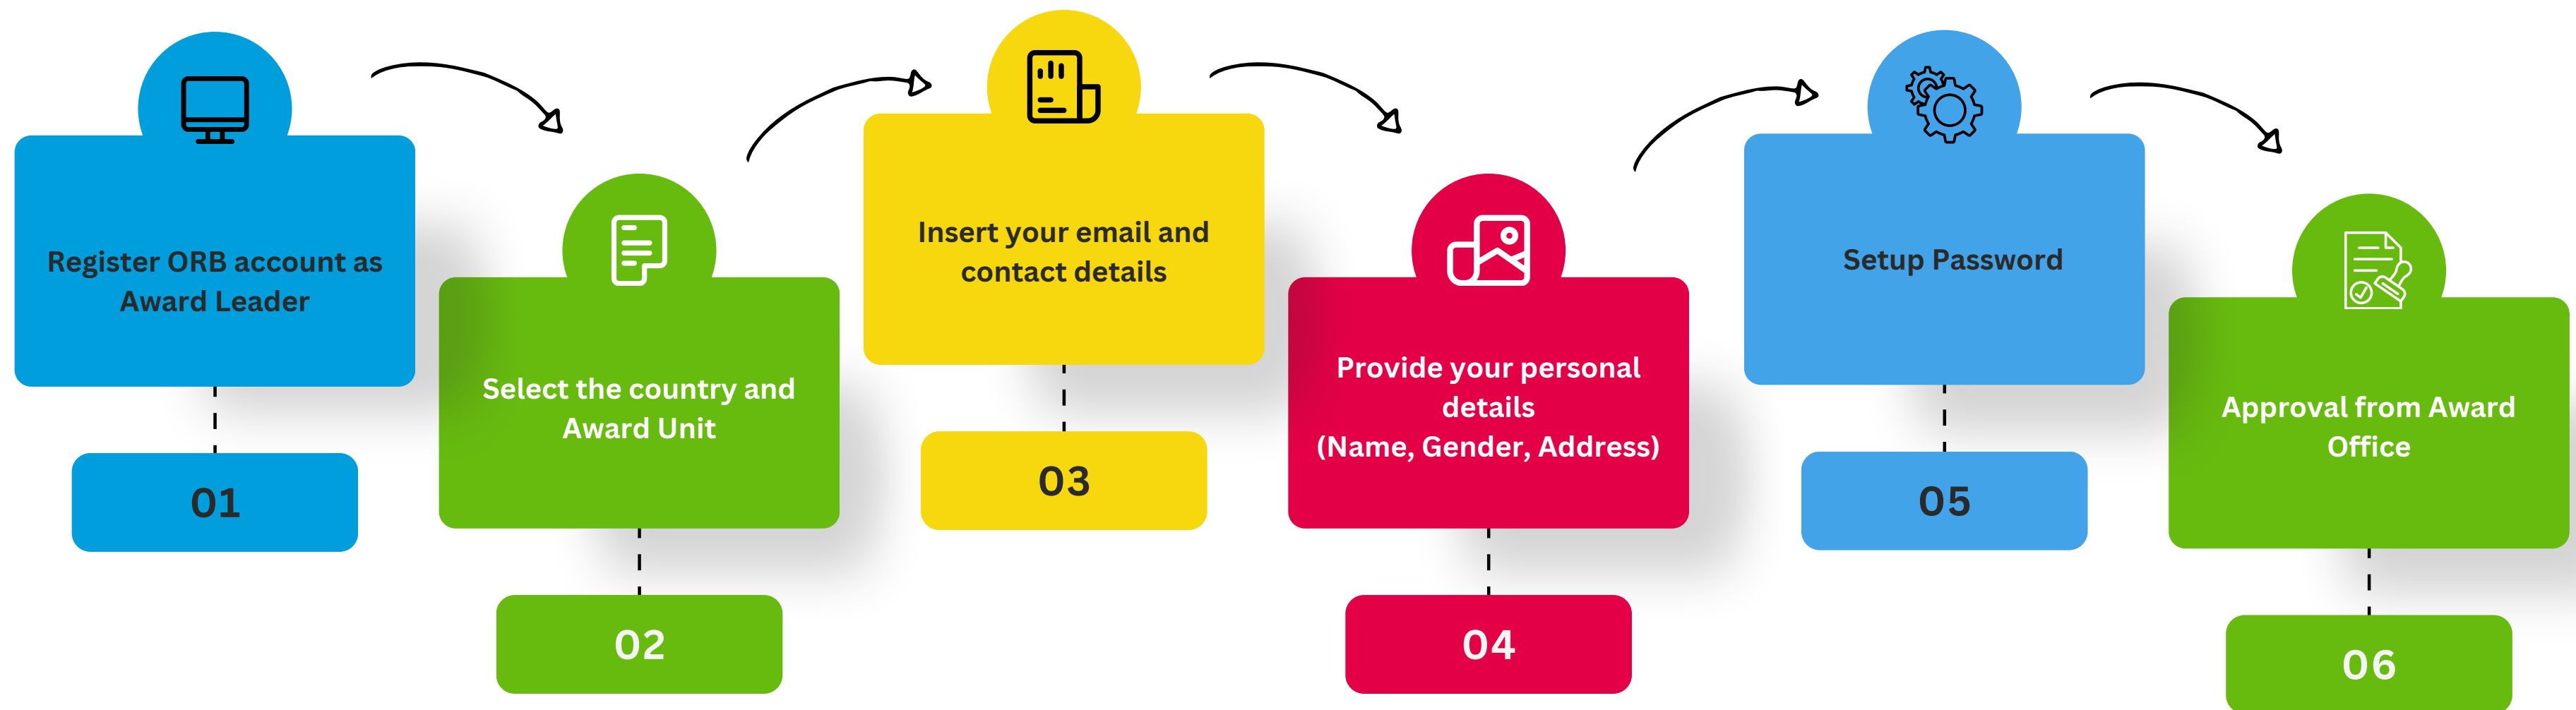 Register ORB account as
Award Leader
01
Select the country and
Award Unit
02
Insert your email and
contact details
03
Provide your personal
details
(Name, Gender, Address)
04
Setup Password
05
Approval from Award
Office
06